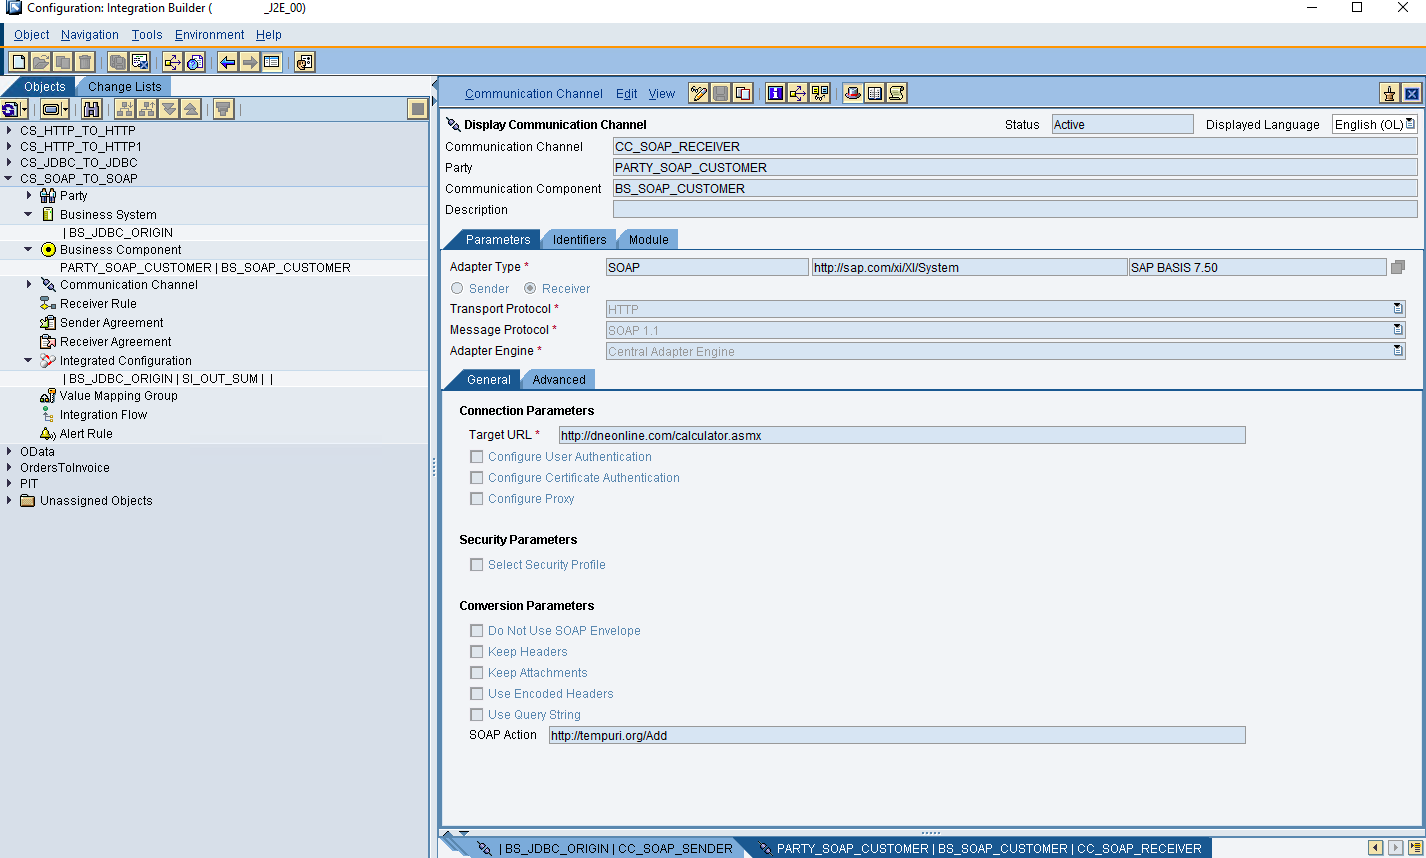 Configuration: Integration Builder ( _J2E_00)
Object Navigation Tools Environment Help
Objects Change Lists
CS_HTTP_TO_HTTP
CS_HTTP_TO_HTTP1
CS_JDBC_TO_JDBC
CS_SOAP_TO_SOAP
Party
Business System
| BS_JDBC_ORIGIN
Business Component
PARTY_SOAP_CUSTOMER | BS_SOAP_CUSTOMER
Communication Channel
Receiver Rule
Sender Agreement
Receiver Agreement
Integrated Configuration
| BS_JDBC_ORIGIN | SI_OUT_SUM | |
Value Mapping Group
Integration Flow
Alert Rule
OData
OrdersToInvoice
PIT
Unassigned Objects
Communication Channel Edit View
Display Communication Channel Status Active Displayed Language English (OL)
Communication Channel CC_SOAP_RECEIVER
Party PARTY_SOAP_CUSTOMER
Communication Component BS_SOAP_CUSTOMER
Description
Parameters Identifiers Module
Adapter Type * SOAP http://sap.com/xi/XI/System SAP BASIS 7.50
Sender Receiver
Transport Protocol * HTTP
Message Protocol * SOAP 1.1
Adapter Engine * Central Adapter Engine
General Advanced
Connection Parameters
Target URL * http://dneonline.com/calculator.asmx
Configure User Authentication
Configure Certificate Authentication
Configure Proxy
Security Parameters
Select Security Profile
Conversion Parameters
Do Not Use SOAP Envelope
Keep Headers
Keep Attachments
Use Encoded Headers
Use Query String
SOAP Action http://tempuri.org/Add
| BS_JDBC_ORIGIN | CC_SOAP_SENDER PARTY_SOAP_CUSTOMER | BS_SOAP_CUSTOMER | CC_SOAP_RECEIVER